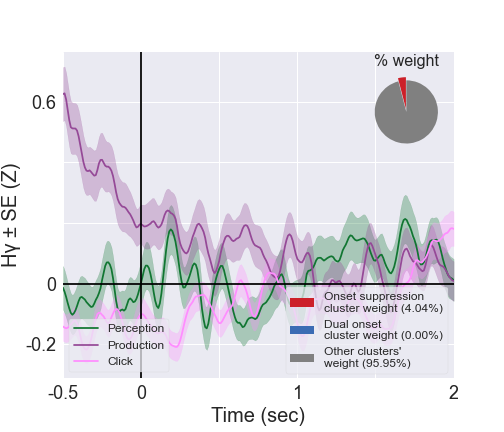 % weight
Hγ ± SE (Z)
0.6
0
-0.2
Perception
Production
Click
Onset suppression
cluster weight (4.04%)
Dual onset
cluster weight (0.00%)
Other clusters'
weight (95.95%)
-0.5 0 1 2
Time (sec)